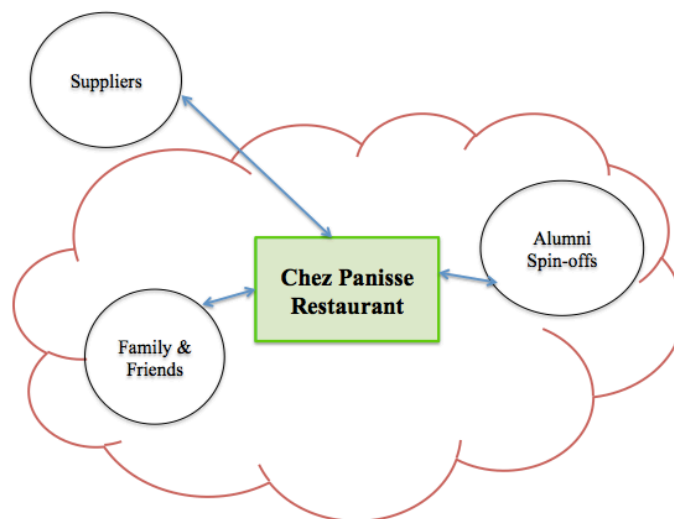 Suppliers
Alumni
Spin-offs
Chez Panisse
Restaurant
Family &
Friends